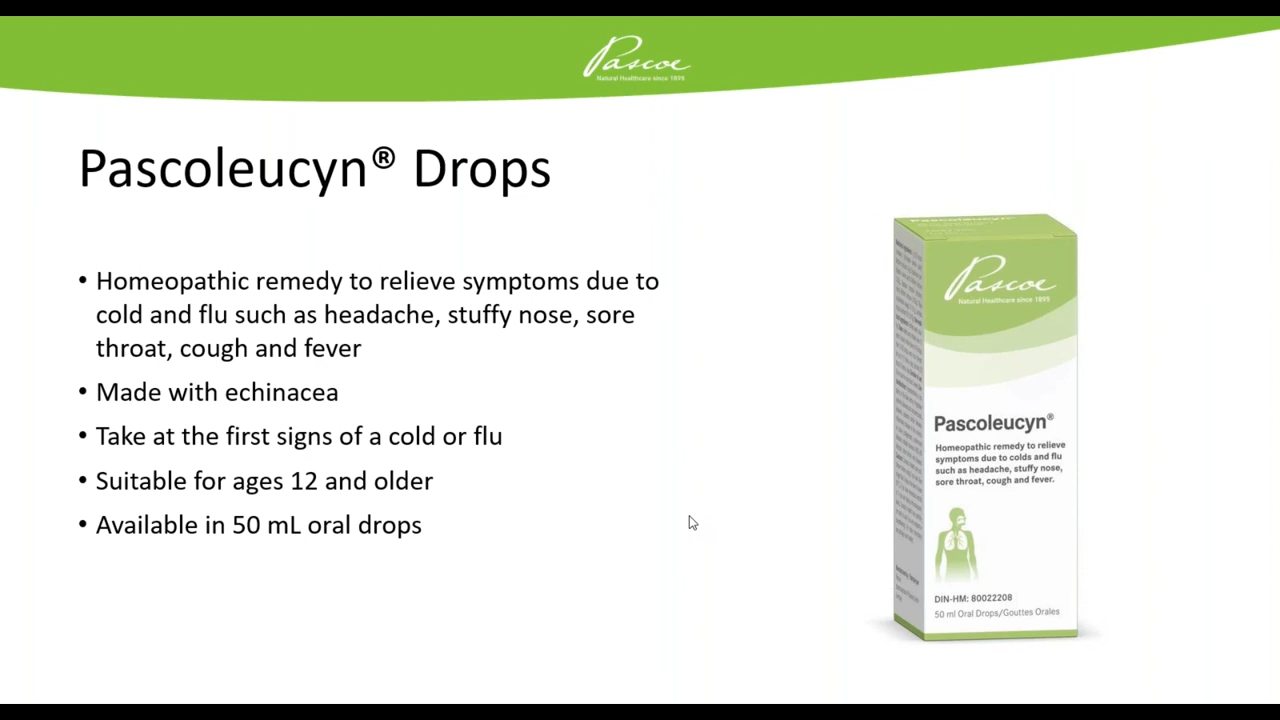 Pascoe
Natural Healthcare since 1895
Pascoleucyn® Drops
• Homeopathic remedy to relieve symptoms due to
cold and flu such as headache, stuffy nose, sore
throat, cough and fever
• Made with echinacea
• Take at the first signs of a cold or flu
• Suitable for ages 12 and older
• Available in 50 mL oral drops
Pascoleucyn®
Pascoe
Natural Healthcare since 1895
Pascoleucyn®
Homeopathic remedy to relieve
symptoms due to colds and flu
such as headache, stuffy nose,
sore throat, cough and fever.
DIN-HM: 80022208
50 ml Oral Drops/Gouttes Orales